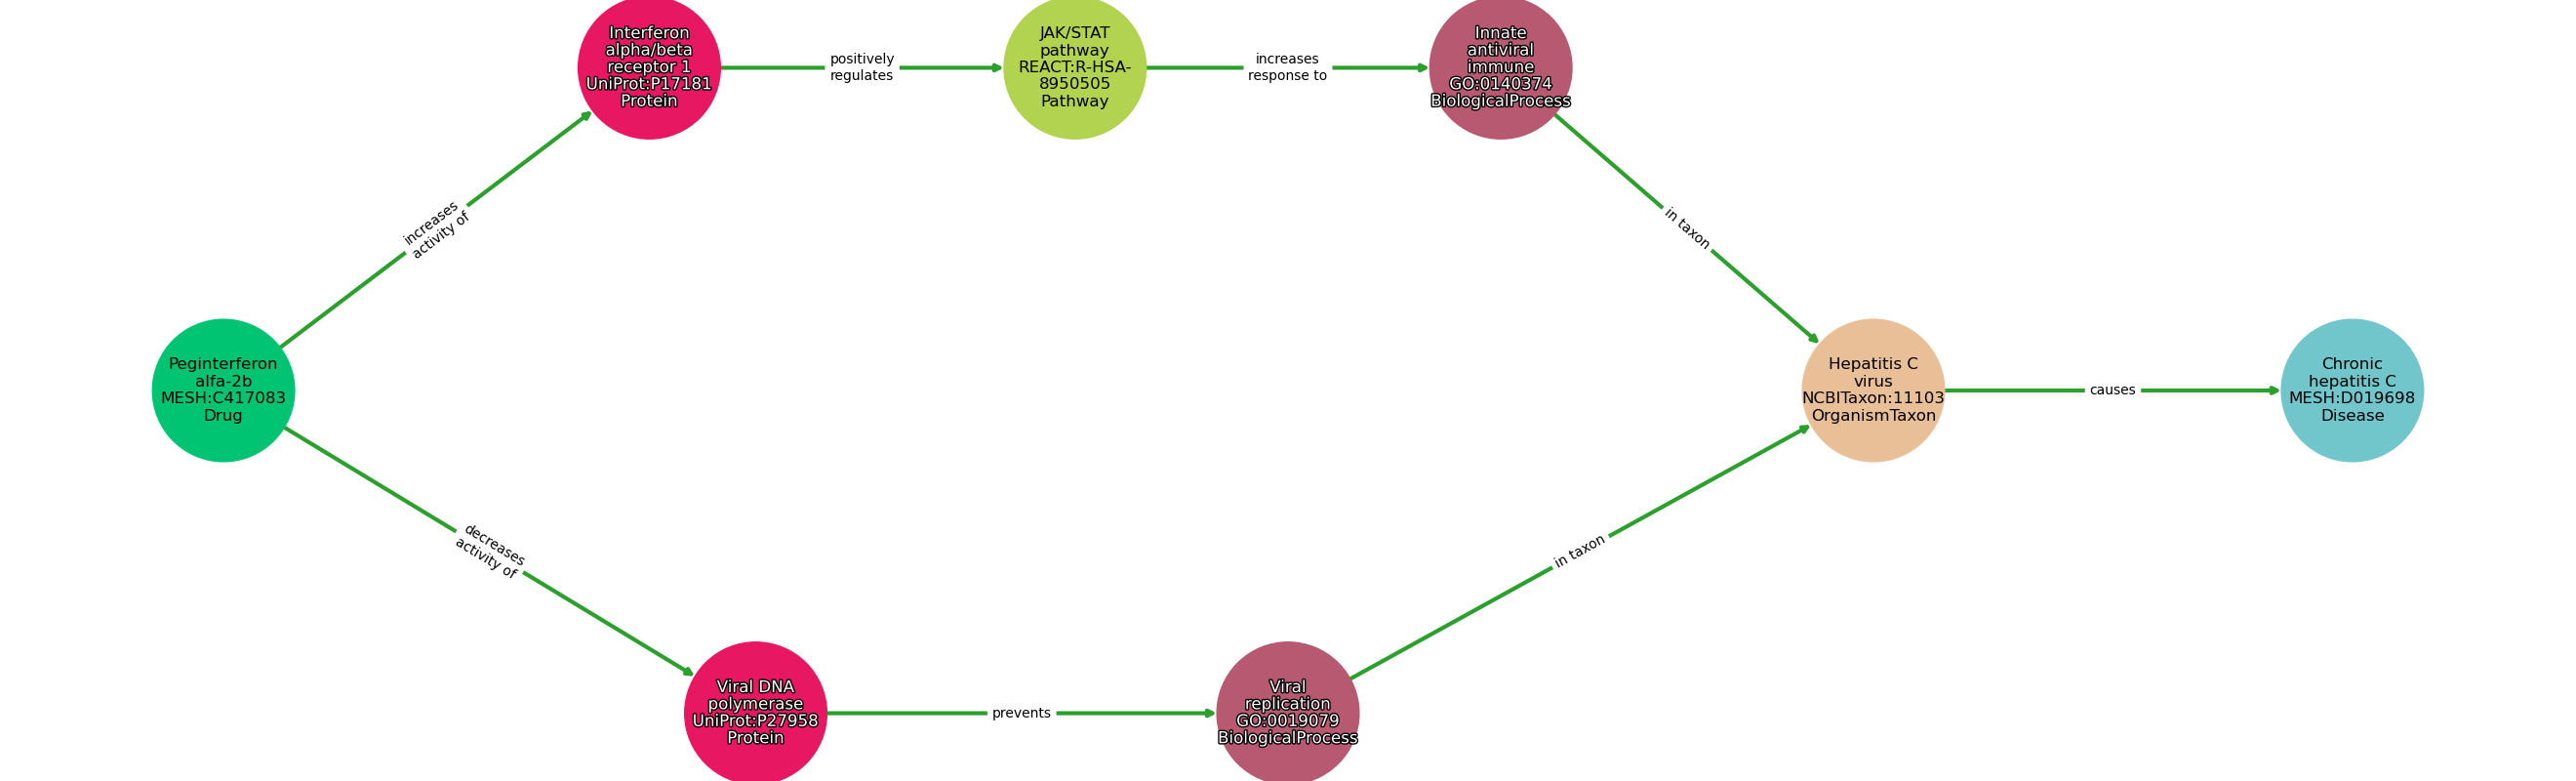 Interferon
alpha/beta
receptor 1
UniProt:P17181
Protein
positively
regulates
JAK/STAT
pathway
REACT:R-HSA-
8950505
Pathway
increases
response to
Innate
antiviral
immune
GO:0140374
BiologicalProcess
increases
activity of
in taxon
Peginterferon
alfa-2b
MESH:C417083
Drug
Hepatitis C
virus
NCBITaxon:11103
OrganismTaxon
causes
Chronic
hepatitis C
MESH:D019698
Disease
decreases
activity of
in taxon
Viral DNA
polymerase
UniProt:P27958
Protein
prevents
Viral
replication
GO:0019079
BiologicalProcess